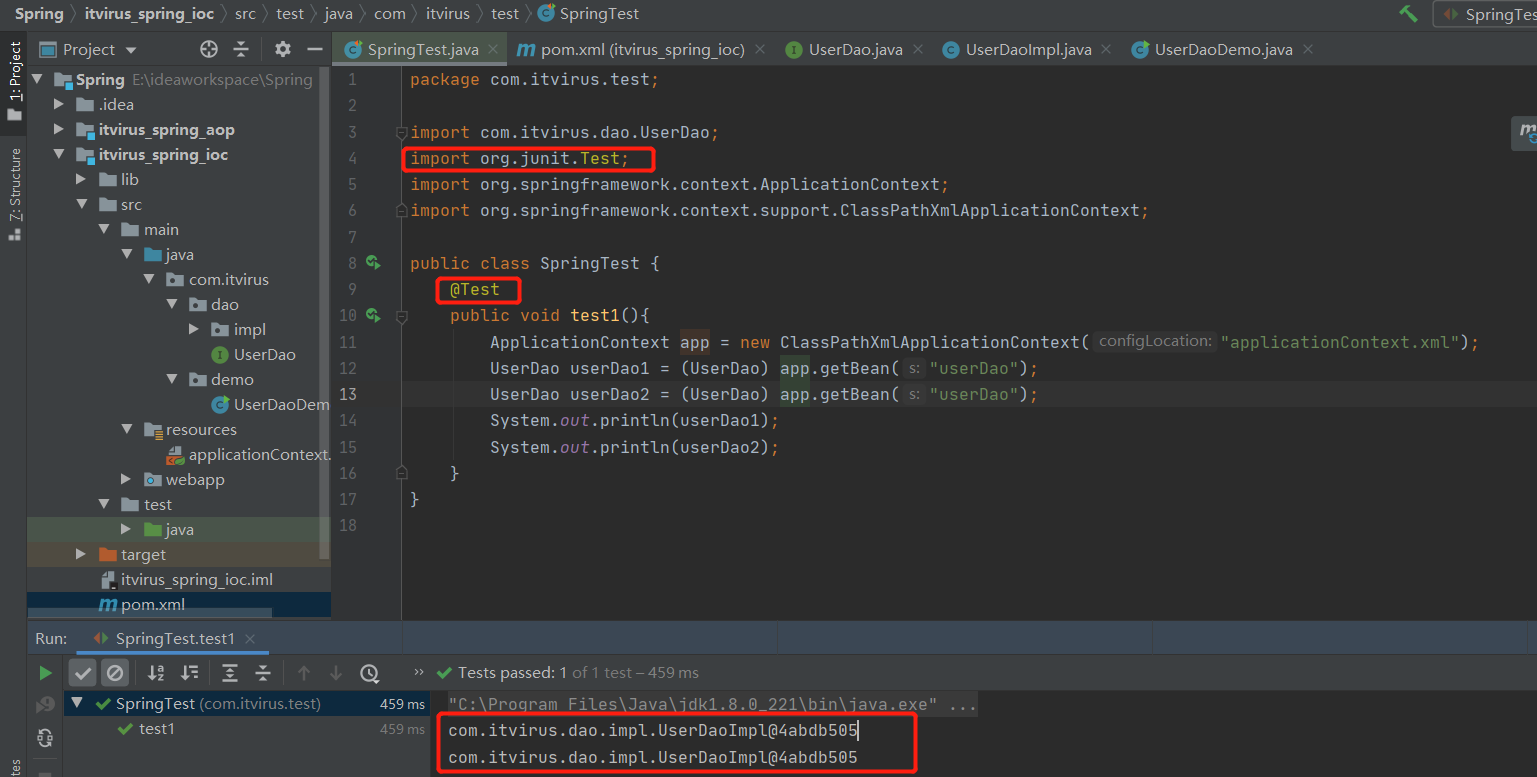 Spring itvirus_spring_ioc src test java com itvirus test SpringTest SpringTes
1: Project
7: Structure
Project
SpringTest.java pom.xml (itvirus_spring_ioc) UserDao.java UserDaoImpl.java UserDaoDemo.java
Spring E:\ideaworkspace\Spring
.idea
itvirus_spring_aop
itvirus_spring_ioc
lib
src
main
java
com.itvirus
dao
impl
UserDao
demo
UserDaoDem
resources
applicationContext.
webapp
test
java
target
itvirus_spring_ioc.iml
pom.xml
1 package com.itvirus.test;
2
3 import com.itvirus.dao.UserDao;
4 import org.junit.Test;
5 import org.springframework.context.ApplicationContext;
6 import org.springframework.context.support.ClassPathXmlApplicationContext;
7
8 public class SpringTest {
9 @Test
10 public void test1(){
11 ApplicationContext app = new ClassPathXmlApplicationContext( configLocation: "applicationContext.xml");
12 UserDao userDao1 = (UserDao) app.getBean( s: "userDao");
13 UserDao userDao2 = (UserDao) app.getBean( s: "userDao");
14 System.out.println(userDao1);
15 System.out.println(userDao2);
16 }
17 }
18
Run: SpringTest.test1
Tests passed: 1 of 1 test – 459 ms
SpringTest (com.itvirus.test) 459 ms
test1 459 ms
"C:\Program Files\Java\jdk1.8.0_221\bin\java.exe" ...
com.itvirus.dao.impl.UserDaoImpl@4abdb505
com.itvirus.dao.impl.UserDaoImpl@4abdb505